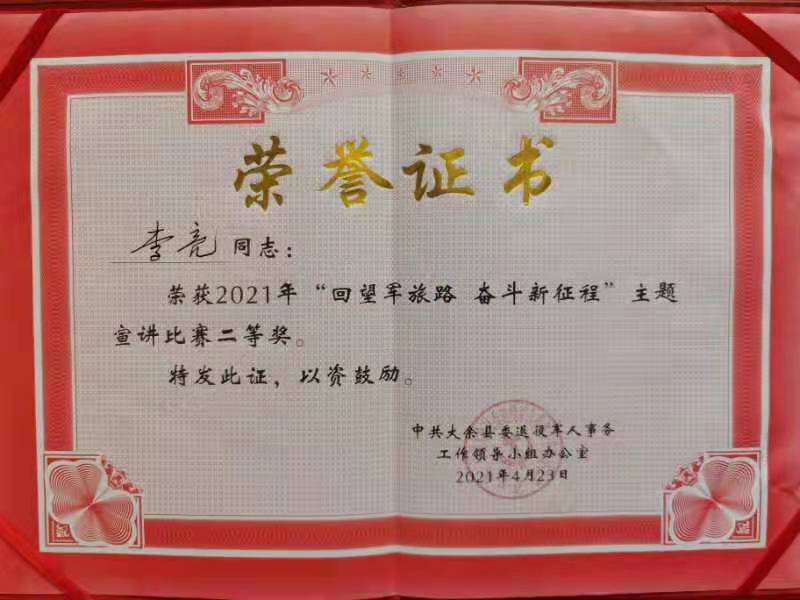 荣誉证书
李亮同志：
荣获2021年“回望军旅路 奋斗新征程”主题
宣讲比赛二等奖。
特发此证，以资鼓励。
中共大余县委退役军人事务
工作领导小组办公室
2021年4月23日